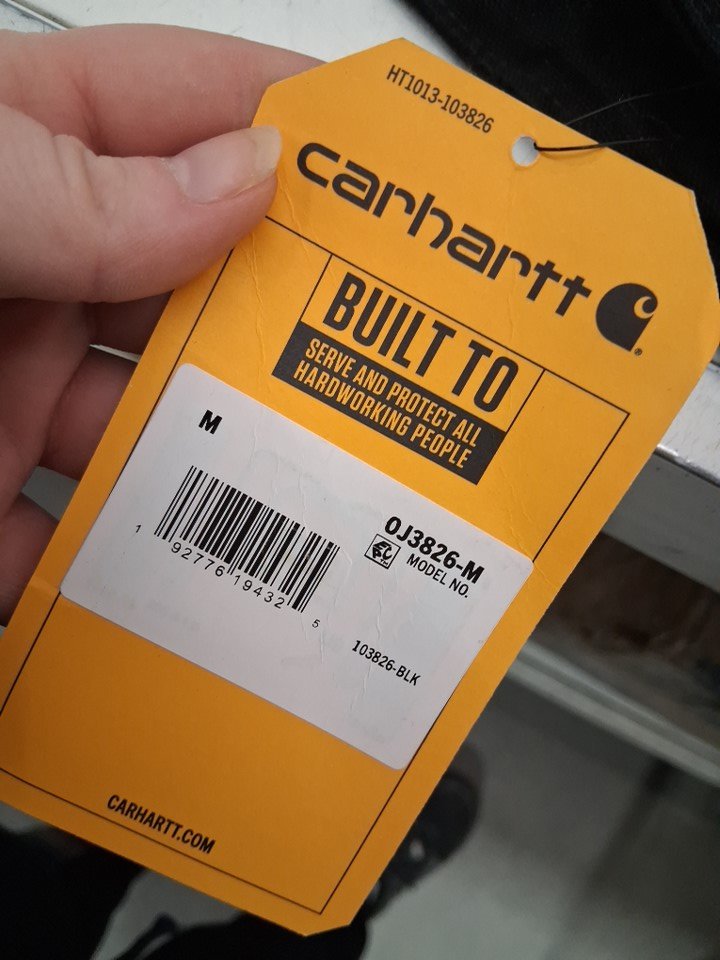 HT1013-103826
carhartt
BUILT TO
SERVE AND PROTECT ALL
HARDWORKING PEOPLE
M
0J3826-M
MODEL NO.
1 92776 19432 5
103826-BLK
CARHARTT.COM